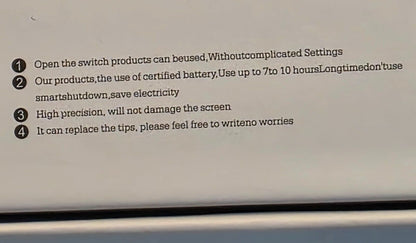 1 Open the switch products can beused,Withoutcomplicated Settings
2 Our products,the use of certified battery,Use up to 7to 10 hoursLongtimedon'tuse
smartshutdown,save electricity
3 High precision, will not damage the screen
4 It can replace the tips, please feel free to writeno worries